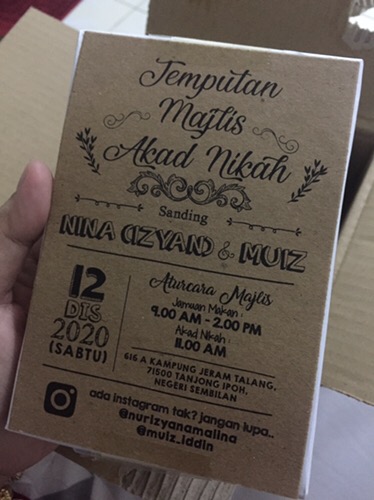 Jemputan
Majlis
Akad Nikah
Sanding
NINA (IZYAN) & MUIZ
12
DIS
2020
(SABTU)
Aturcara Majlis
Jamuan Makan :
9.00 AM - 2.00 PM
Akad Nikah :
11.00 AM
616 A KAMPUNG JERAM TALANG,
71500 TANJONG IPOH,
NEGERI SEMBILAN
ada instagram tak? jangan lupa..
@nurizyanamalina
@muiz_iddin